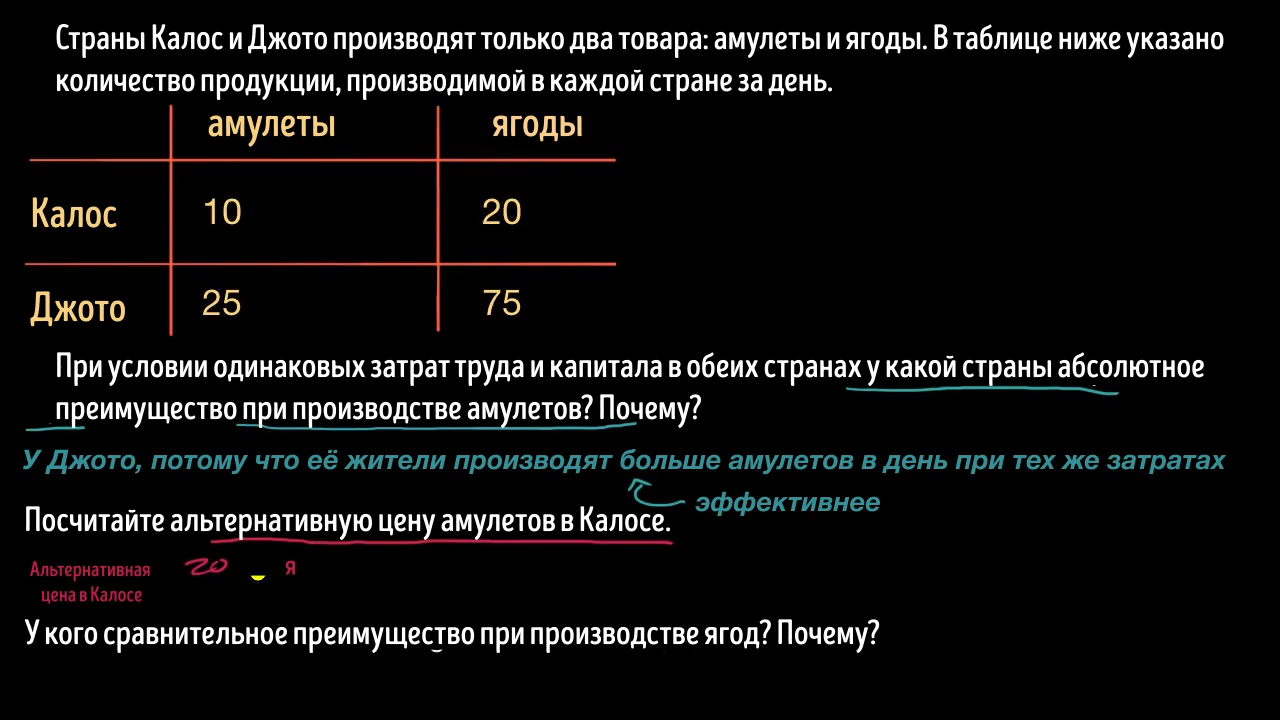 Страны Калос и Джото производят только два товара: амулеты и ягоды. В таблице ниже указано
количество продукции, производимой в каждой стране за день.
амулеты ягоды
Калос 10 20
Джото 25 75
При условии одинаковых затрат труда и капитала в обеих странах у какой страны абсолютное
преимущество при производстве амулетов? Почему?
У Джото, потому что её жители производят больше амулетов в день при тех же затратах
эффективнее
Посчитайте альтернативную цену амулетов в Калосе.
Альтернативная 20 Я
цена в Калосе
У кого сравнительное преимущество при производстве ягод? Почему?